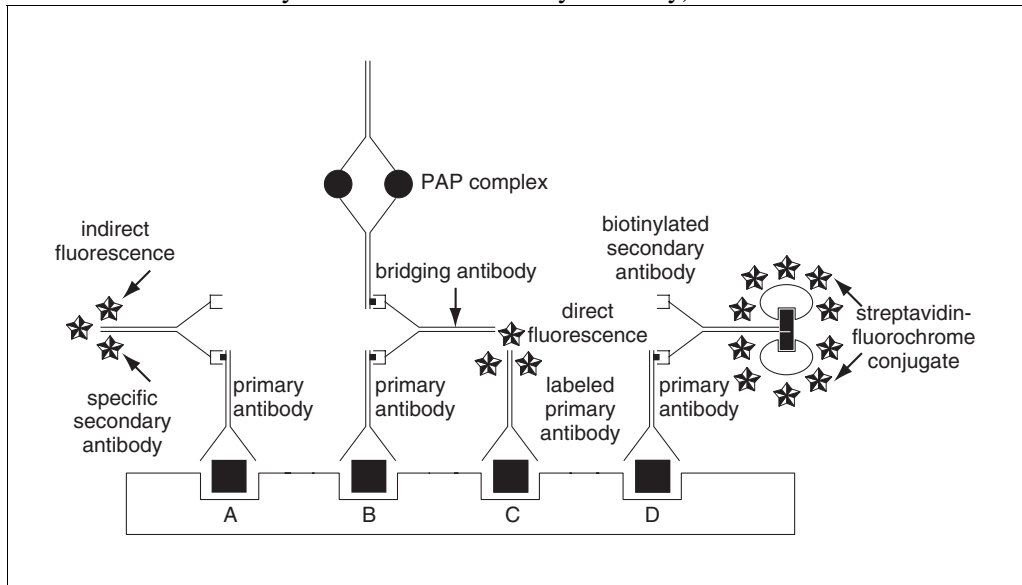 PAP complex
indirect
fluorescence
biotinylated
secondary
antibody
bridging antibody
direct
fluorescence
streptavidin-
fluorochrome
conjugate
specific
secondary
antibody
primary
antibody
primary
antibody
labeled
primary
antibody
primary
antibody
A
B
C
D